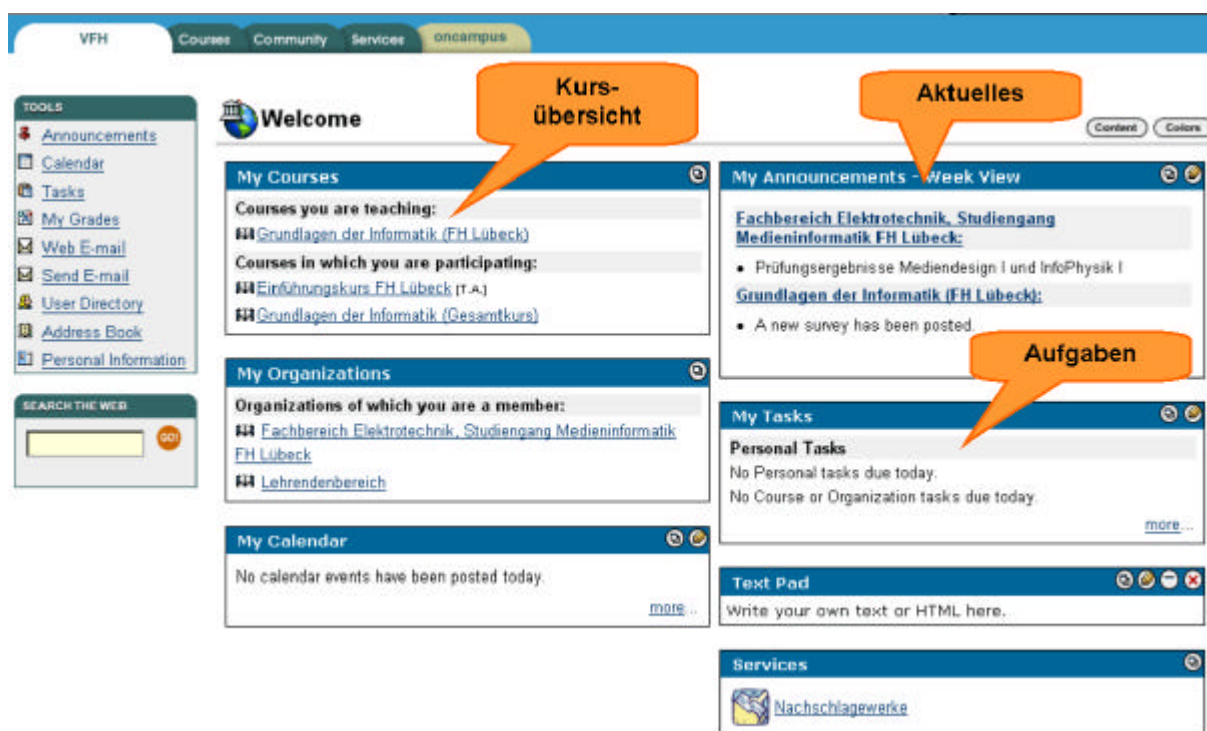 VFH
Courses
Community
Services
oncampus
TOOLS
Announcements
Calendar
Tasks
My Grades
Web E-mail
Send E-mail
User Directory
Address Book
Personal Information
SEARCH THE WEB
GO!
Welcome
Kurs-
übersicht
Aktuelles
Content
Colors
My Courses
Courses you are teaching:
Grundlagen der Informatik (FH Lübeck)
Courses in which you are participating:
Einführungskurs FH Lübeck [T.A.]
Grundlagen der Informatik (Gesamtkurs)
My Organizations
Organizations of which you are a member:
Fachbereich Elektrotechnik, Studiengang Medieninformatik
FH Lübeck
Lehrendenbereich
My Calendar
No calendar events have been posted today.
more...
My Announcements - Week View
Fachbereich Elektrotechnik, Studiengang
Medieninformatik FH Lübeck:
• Prüfungsergebnisse Mediendesign I und InfoPhysik I
Grundlagen der Informatik (FH Lübeck):
• A new survey has been posted.
Aufgaben
My Tasks
Personal Tasks
No Personal tasks due today.
No Course or Organization tasks due today.
more...
Text Pad
Write your own text or HTML here.
Services
Nachschlagewerke